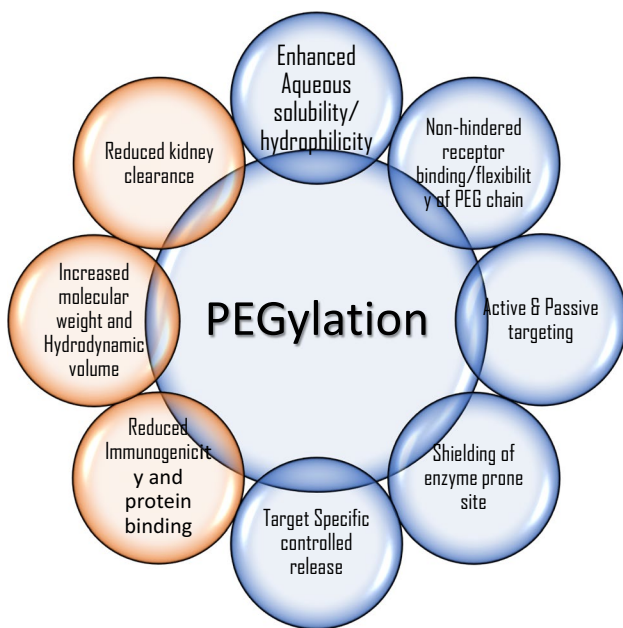 Enhanced
Aqueous
solubility/
hydrophilicity
Non-hindered
receptor
binding/flexibilit
y of PEG chain
Active & Passive
targeting
Shielding of
enzyme prone
site
Target Specific
controlled
release
Reduced
Immunogenicit
y and
protein
binding
Increased
molecular
weight and
Hydrodynamic
volume
Reduced kidney
clearance
PEGylation